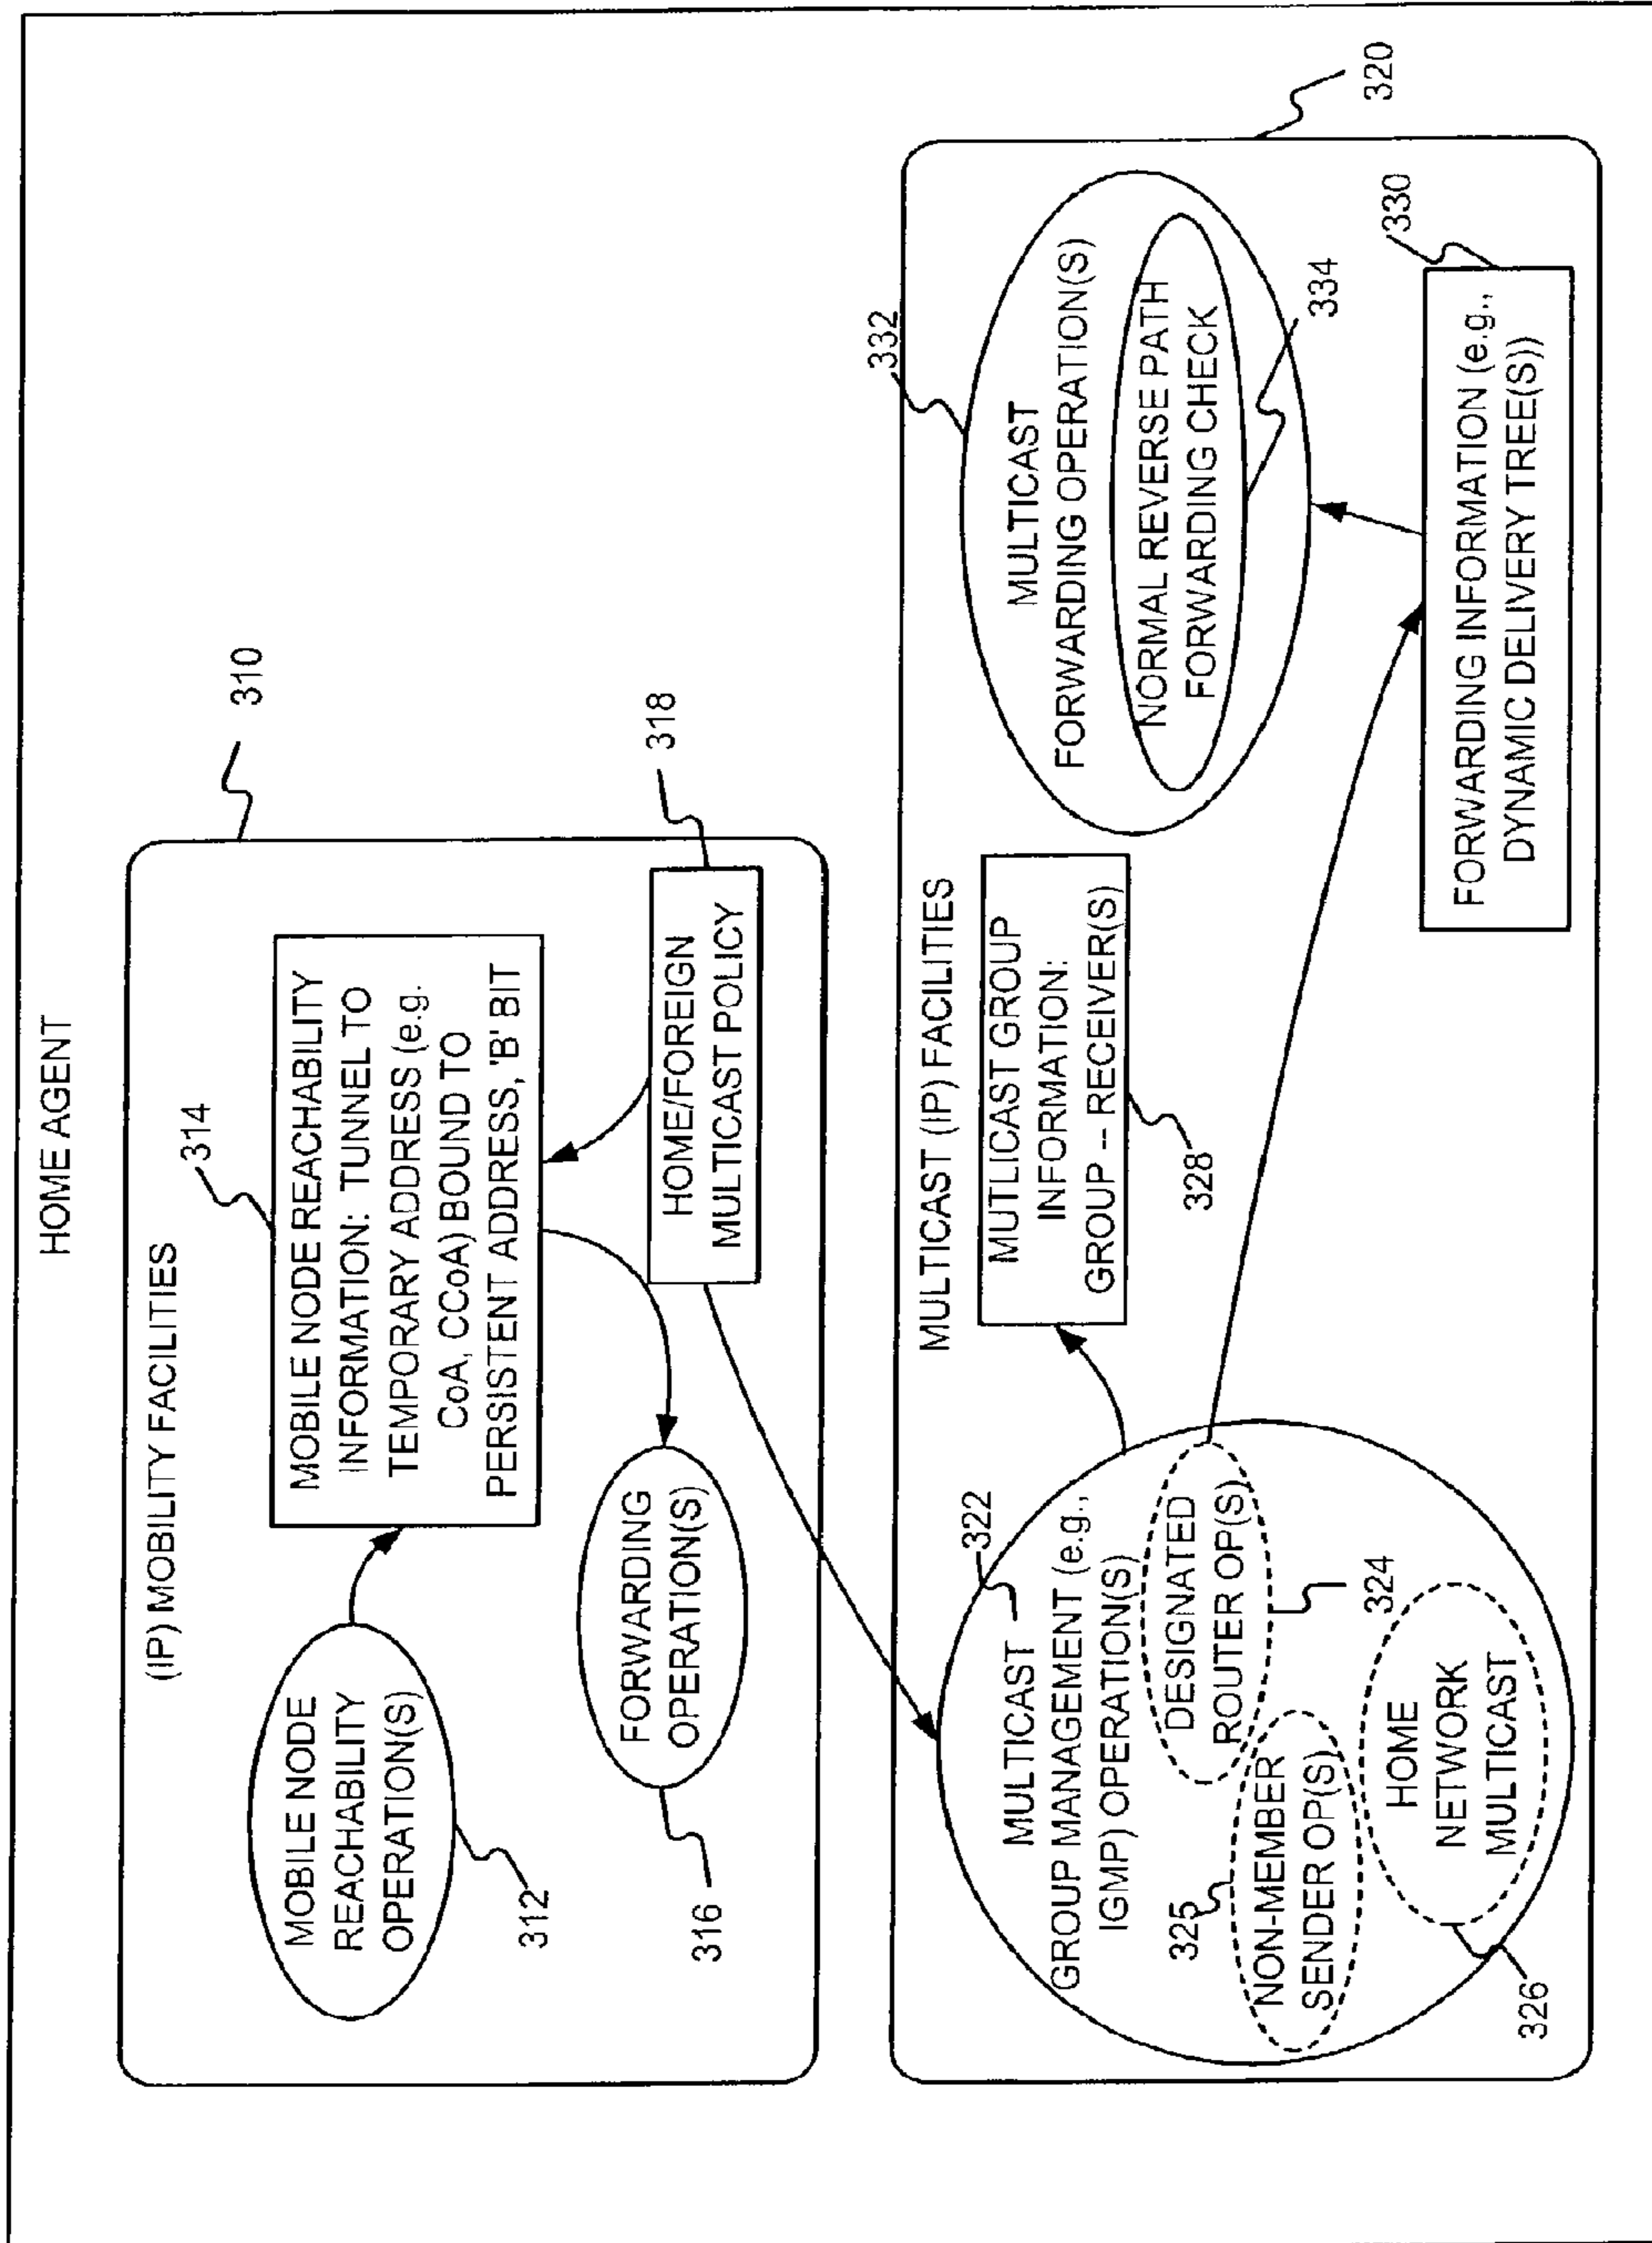 HOME AGENT
(IP) MOBILITY FACILITIES
310
MOBILE NODE
REACHABILITY
OPERATION(S)
312
314
MOBILE NODE REACHABILITY
INFORMATION: TUNNEL TO
TEMPORARY ADDRESS (e.g.
CoA, CCoA) BOUND TO
PERSISTENT ADDRESS, 'B' BIT
FORWARDING
OPERATION(S)
316
318
HOME/FOREIGN
MULTICAST POLICY
MULTICAST (IP) FACILITIES
320
322
MULTICAST
GROUP MANAGEMENT (e.g.,
IGMP) OPERATION(S)
DESIGNATED
ROUTER OP(S)
324
325
NON-MEMBER
SENDER OP(S)
HOME
NETWORK
MULTICAST
326
MUTLICAST GROUP
INFORMATION:
GROUP -- RECEIVER(S)
328
332
MULTICAST
FORWARDING OPERATION(S)
NORMAL REVERSE PATH
FORWARDING CHECK
334
330
FORWARDING INFORMATION (e.g.,
DYNAMIC DELIVERY TREE(S))